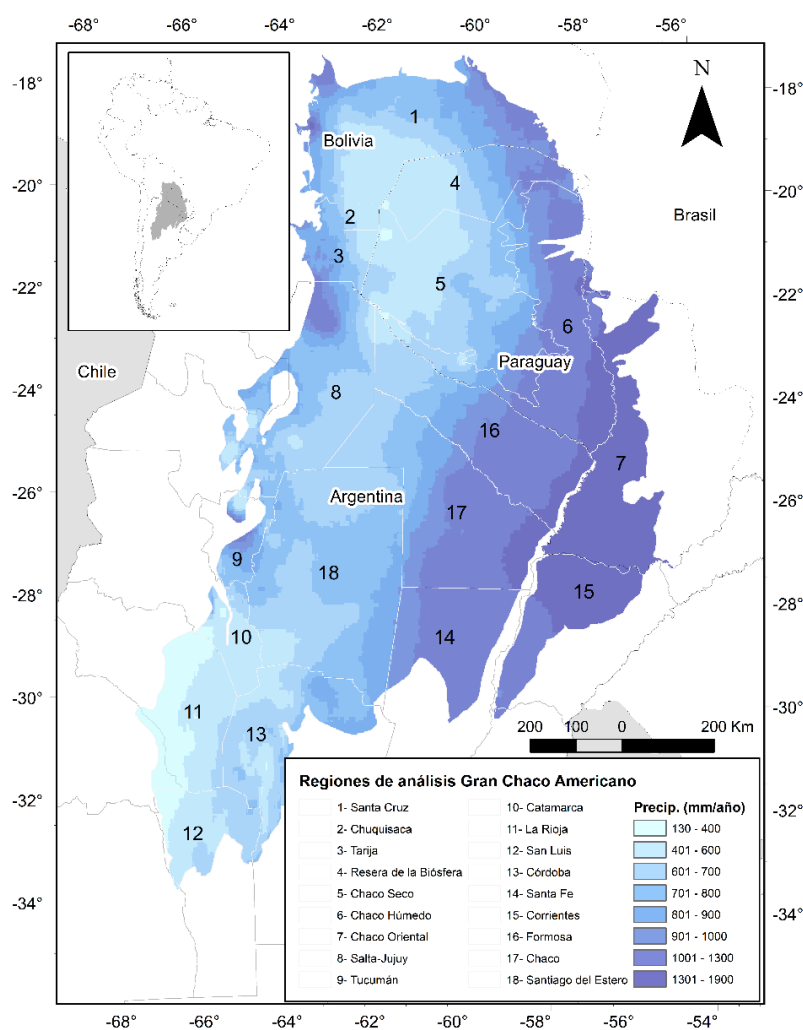 -68° -66° -64° -62° -60° -58° -56°
-18° -18°
-20° -20°
-22° -22°
-24° -24°
-26° -26°
-28° -28°
-30° -30°
-32° -32°
-34° -34°
-68° -66° -64° -62° -60° -58° -56° -54°
N
1
Bolivia
4
2
Brasil
3
5
6
Chile
Paraguay
8
16
7
Argentina
17
9
18
15
10
14
11
13
12
200 100 0 200 Km
Regiones de análisis Gran Chaco Americano
1- Santa Cruz
2- Chuquisaca
3- Tarija
4- Resera de la Biósfera
5- Chaco Seco
6- Chaco Húmedo
7- Chaco Oriental
8- Salta-Jujuy
9- Tucumán
10- Catamarca
11- La Rioja
12- San Luis
13- Córdoba
14- Santa Fe
15- Corrientes
16- Formosa
17- Chaco
18- Santiago del Estero
Precip. (mm/año)
130 - 400
401 - 600
601 - 700
701 - 800
801 - 900
901 - 1000
1001 - 1300
1301 - 1900